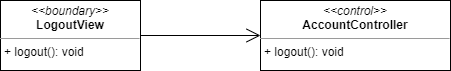 <<boundary>>
LogoutView
+ logout(): void
<<control>>
AccountController
+ logout(): void